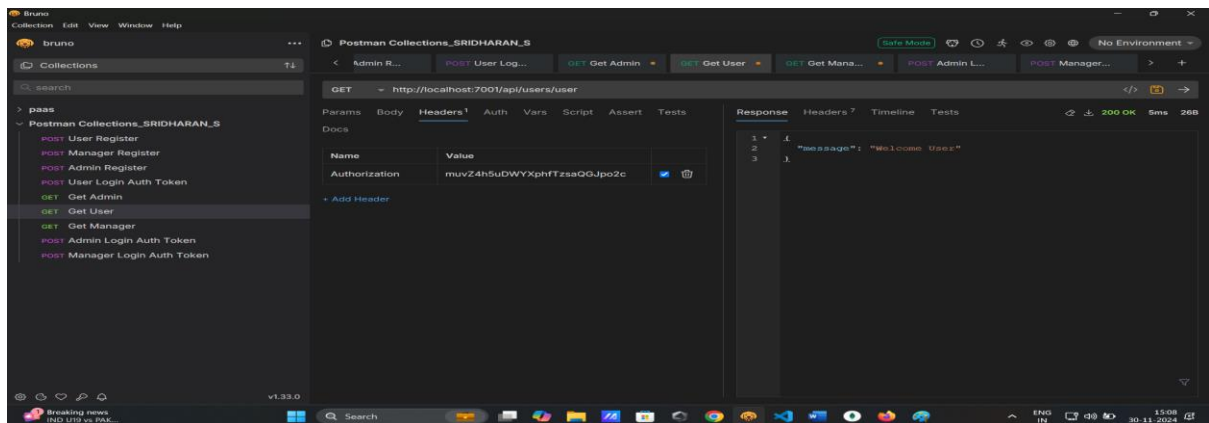 Bruno
Collection Edit View Window Help
bruno
Collections
search
paas
Postman Collections_SRIDHARAN_S
POST User Register
POST Manager Register
POST Admin Register
POST User Login Auth Token
GET Get Admin
GET Get User
GET Get Manager
POST Admin Login Auth Token
POST Manager Login Auth Token
v1.33.0
Postman Collections_SRIDHARAN_S
Safe Mode
No Environment
Admin R...
POST User Log...
GET Get Admin
GET Get User
GET Get Mana...
POST Admin L...
POST Manager...
GET http://localhost:7001/api/users/user
Params Body Headers1 Auth Vars Script Assert Tests
Docs
Name Value
Authorization muvZ4h5uDWYXphfTzsaQGJpo2c
+ Add Header
Response Headers7 Timeline Tests 200 OK 5ms 26B
1 {
2 "message": "Welcome User"
3 }
Breaking news
IND U19 vs PAK...
Search
ENG
IN
15:08
30-11-2024